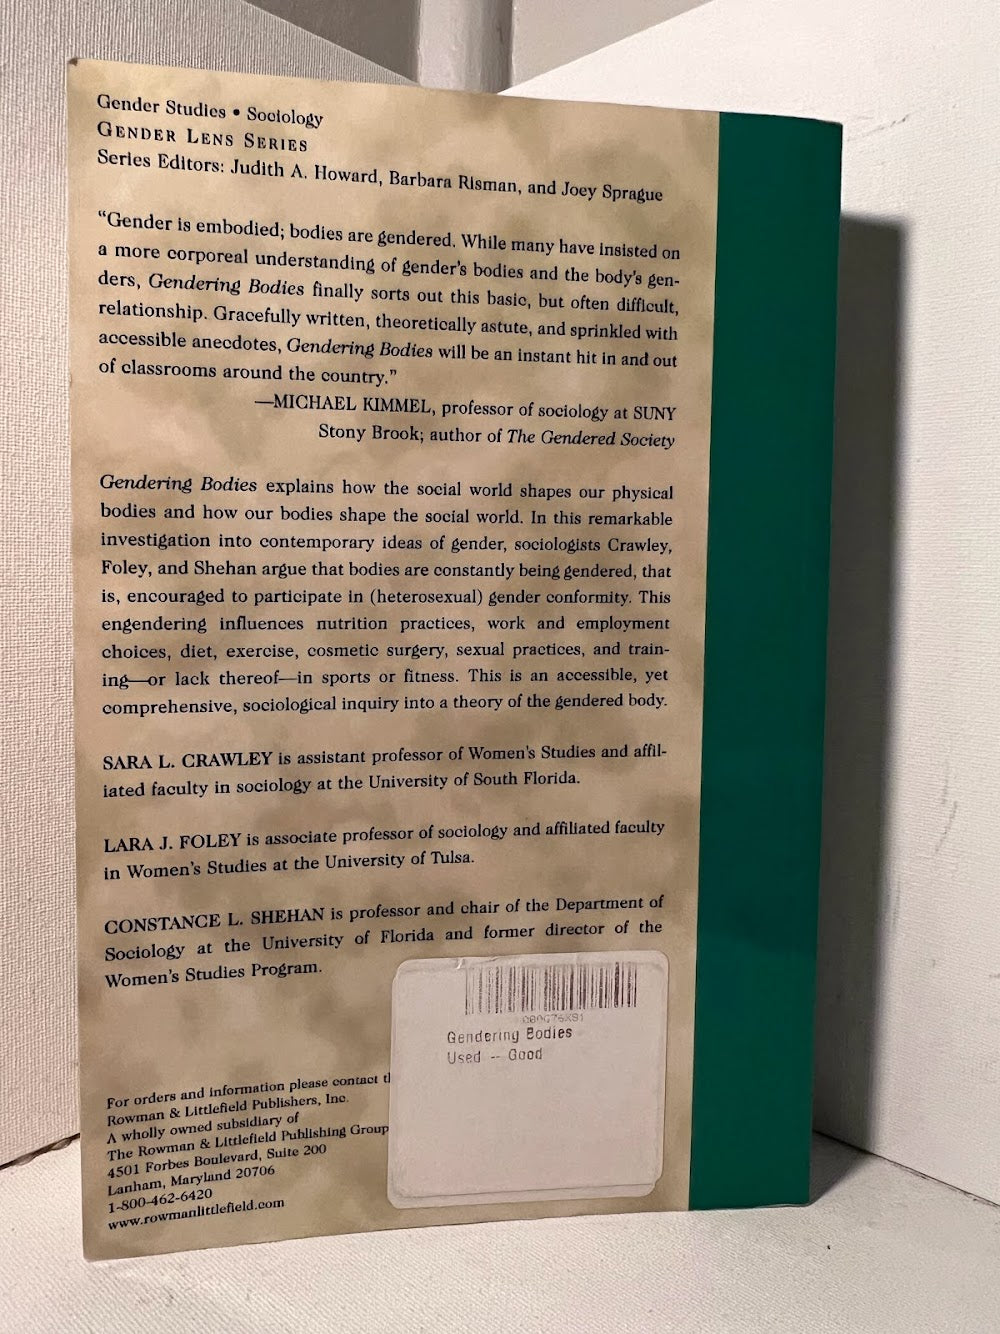 Gender Studies • Sociology
GENDER LENS SERIES
Series Editors: Judith A. Howard, Barbara Risman, and Joey Sprague
“Gender is embodied; bodies are gendered. While many have insisted on
a more corporeal understanding of gender's bodies and the body's gen-
ders, Gendering Bodies finally sorts out this basic, but often difficult,
relationship. Gracefully written, theoretically astute, and sprinkled with
accessible anecdotes, Gendering Bodies will be an instant hit in and out
of classrooms around the country.”
—MICHAEL KIMMEL, professor of sociology at SUNY
Stony Brook; author of The Gendered Society
Gendering Bodies explains how the social world shapes our physical
bodies and how our bodies shape the social world. In this remarkable
investigation into contemporary ideas of gender, sociologists Crawley,
Foley, and Shehan argue that bodies are constantly being gendered, that
is, encouraged to participate in (heterosexual) gender conformity. This
engendering influences nutrition practices, work and employment
choices, diet, exercise, cosmetic surgery, sexual practices, and train-
ing—or lack thereof—in sports or fitness. This is an accessible, yet
comprehensive, sociological inquiry into a theory of the gendered body.
SARA L. CRAWLEY is assistant professor of Women's Studies and affil-
iated faculty in sociology at the University of South Florida.
LARA J. FOLEY is associate professor of sociology and affiliated faculty
in Women's Studies at the University of Tulsa.
CONSTANCE L. SHEHAN is professor and chair of the Department of
Sociology at the University of Florida and former director of the
Women's Studies Program.
Gendering Bodies
Used -- Good
For orders and information please contact
Rowman & Littlefield Publishers, Inc.
A wholly owned subsidiary of
The Rowman & Littlefield Publishing Group
4501 Forbes Boulevard, Suite 200
Lanham, Maryland 20706
1-800-462-6420
www.rowmanlittlefield.com